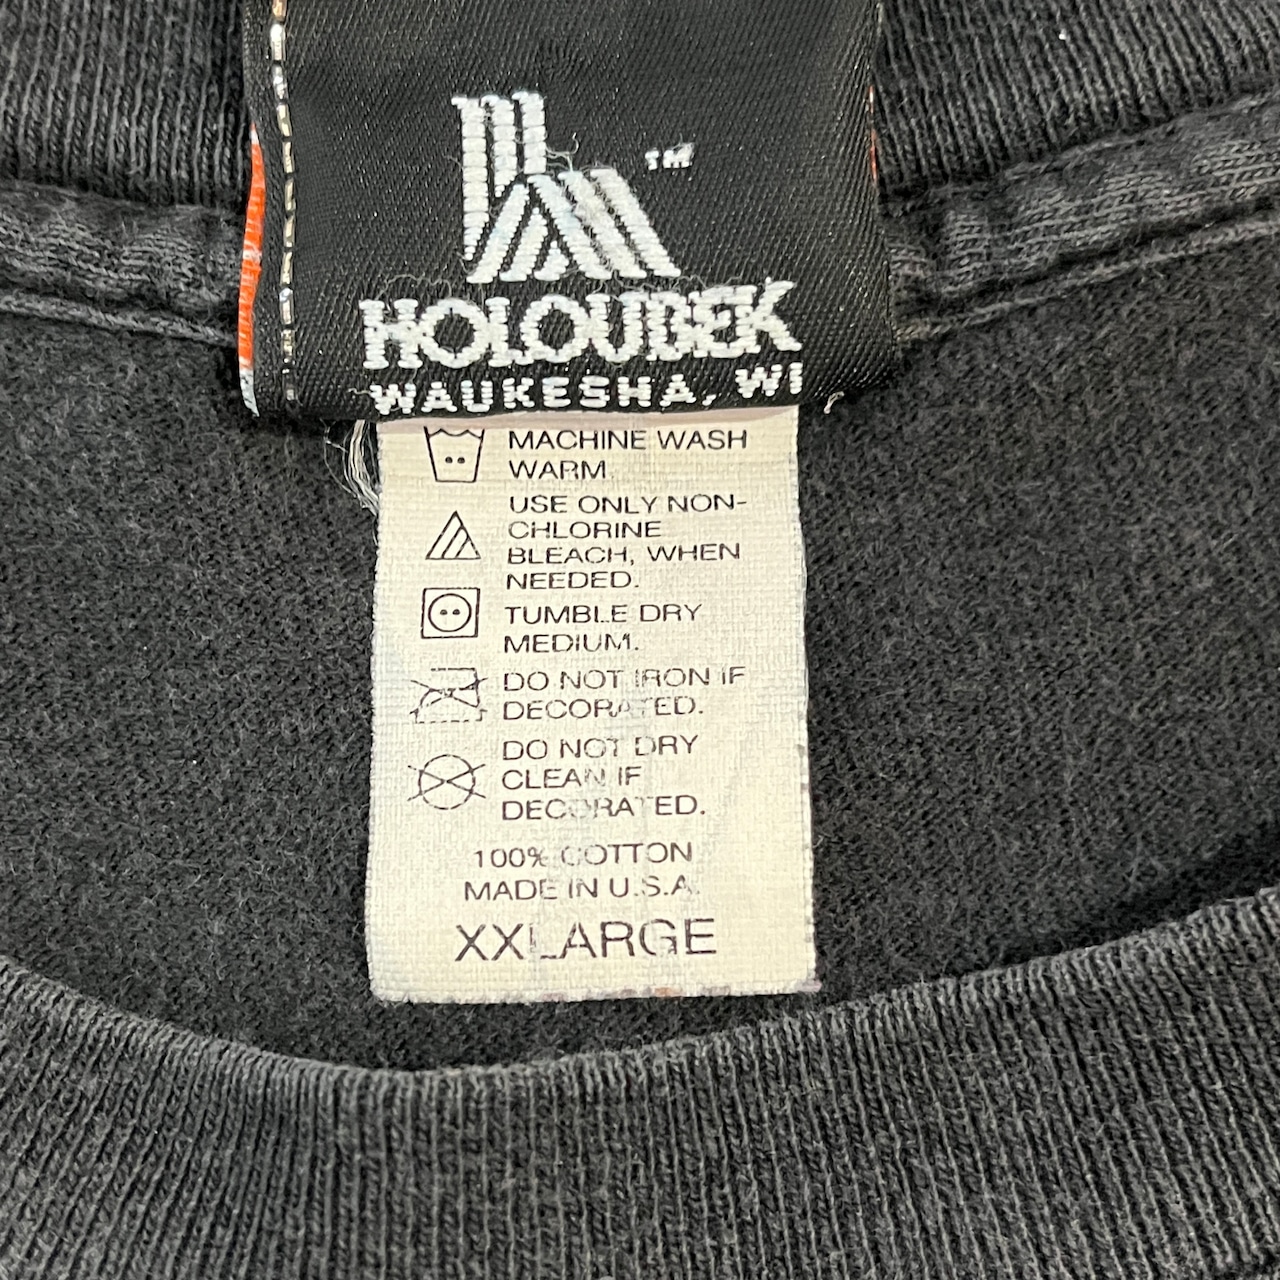 ™
HOLOUBEK
WAUKESHA, WI
MACHINE WASH
WARM.
USE ONLY NON-
CHLORINE
BLEACH, WHEN
NEEDED.
TUMBLE DRY
MEDIUM.
DO NOT IRON IF
DECORATED.
DO NOT DRY
CLEAN IF
DECORATED.
100% COTTON
MADE IN U.S.A.
XXLARGE